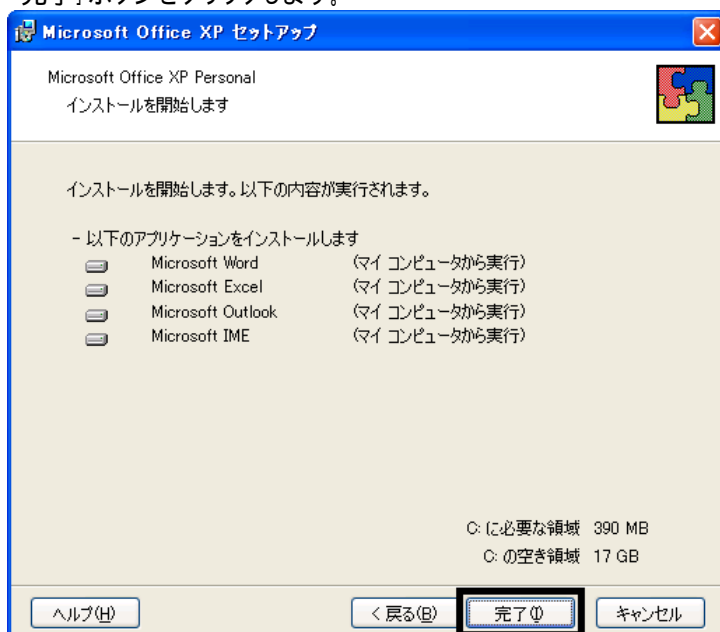 完了」ボタンをクリックします。
Microsoft Office XP セットアップ
Microsoft Office XP Personal
インストールを開始します
インストールを開始します。以下の内容が実行されます。
- 以下のアプリケーションをインストールします
Microsoft Word (マイ コンピュータから実行)
Microsoft Excel (マイ コンピュータから実行)
Microsoft Outlook (マイ コンピュータから実行)
Microsoft IME (マイ コンピュータから実行)
C: に必要な領域 390 MB
C: の空き領域 17 GB
ヘルプ(H) < 戻る(B) 完了(I) キャンセル